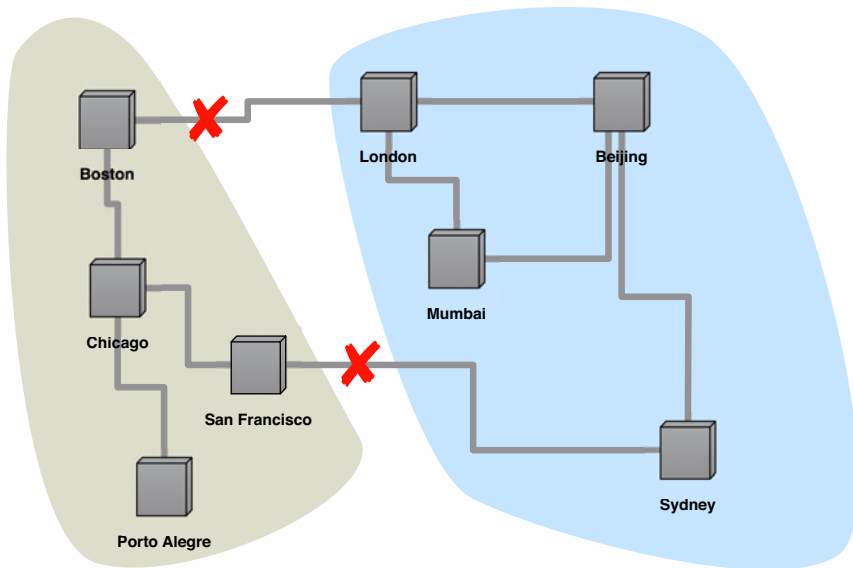 London
Beijing
Boston
Mumbai
Chicago
San Francisco
Sydney
Porto Alegre